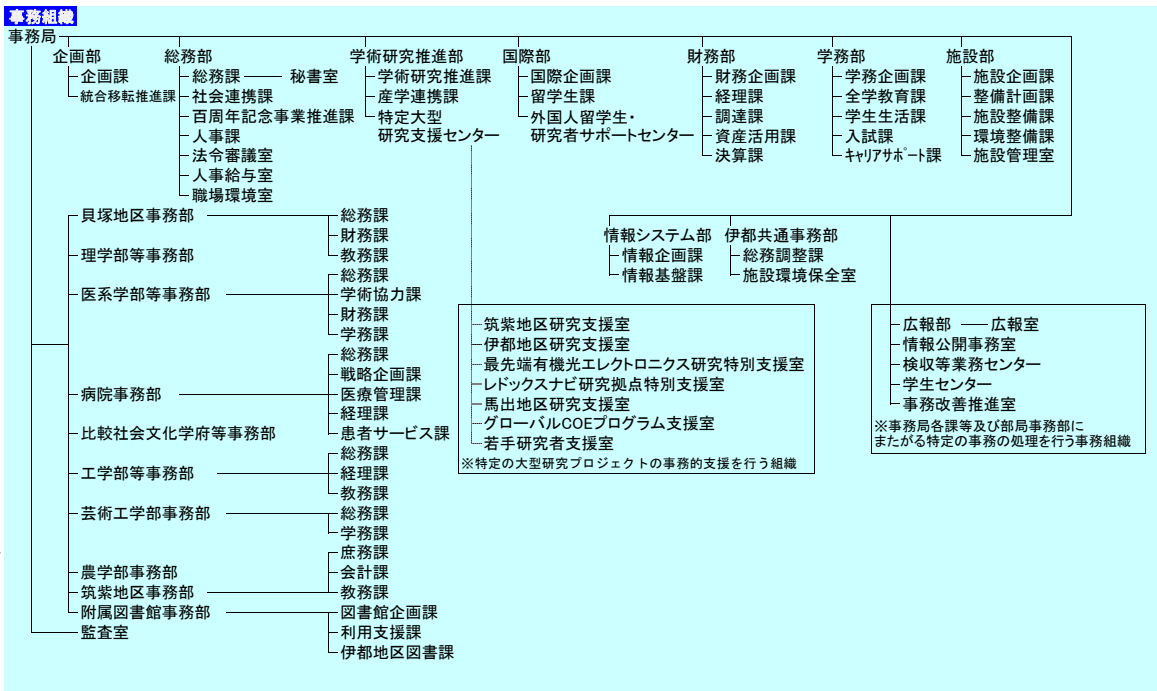 事務組織
事務局
企画部
企画課
統合移転推進課
総務部
総務課 秘書室
社会連携課
百周年記念事業推進課
人事課
法令審議室
人事給与室
職場環境室
学術研究推進部
学術研究推進課
産学連携課
特定大型
研究支援センター
国際部
国際企画課
留学生課
外国人留学生・
研究者サポートセンター
財務部
財務企画課
経理課
調達課
資産活用課
決算課
学務部
学務企画課
全学教育課
学生生活課
入試課
キャリアサポート課
施設部
施設企画課
整備計画課
施設整備課
環境整備課
施設管理室
情報システム部
情報企画課
情報基盤課
伊都共通事務部
総務調整課
施設環境保全室
貝塚地区事務部
総務課
財務課
教務課
理学部等事務部
医系学部等事務部
総務課
学術協力課
財務課
学務課
病院事務部
総務課
戦略企画課
医療管理課
経理課
患者サービス課
比較社会文化学府等事務部
工学部等事務部
総務課
経理課
教務課
芸術工学部事務部
総務課
学務課
農学部事務部
筑紫地区事務部
庶務課
会計課
教務課
附属図書館事務部
図書館企画課
利用支援課
伊都地区図書課
監査室
筑紫地区研究支援室
伊都地区研究支援室
最先端有機光エレクトロニクス研究特別支援室
レドックスナビ研究拠点特別支援室
馬出地区研究支援室
グローバルCOEプログラム支援室
若手研究者支援室
※特定の大型研究プロジェクトの事務的支援を行う組織
広報部 広報室
情報公開事務室
検収等業務センター
学生センター
事務改善推進室
※事務局各課等及び部局事務部に
またがる特定の事務の処理を行う事務組織